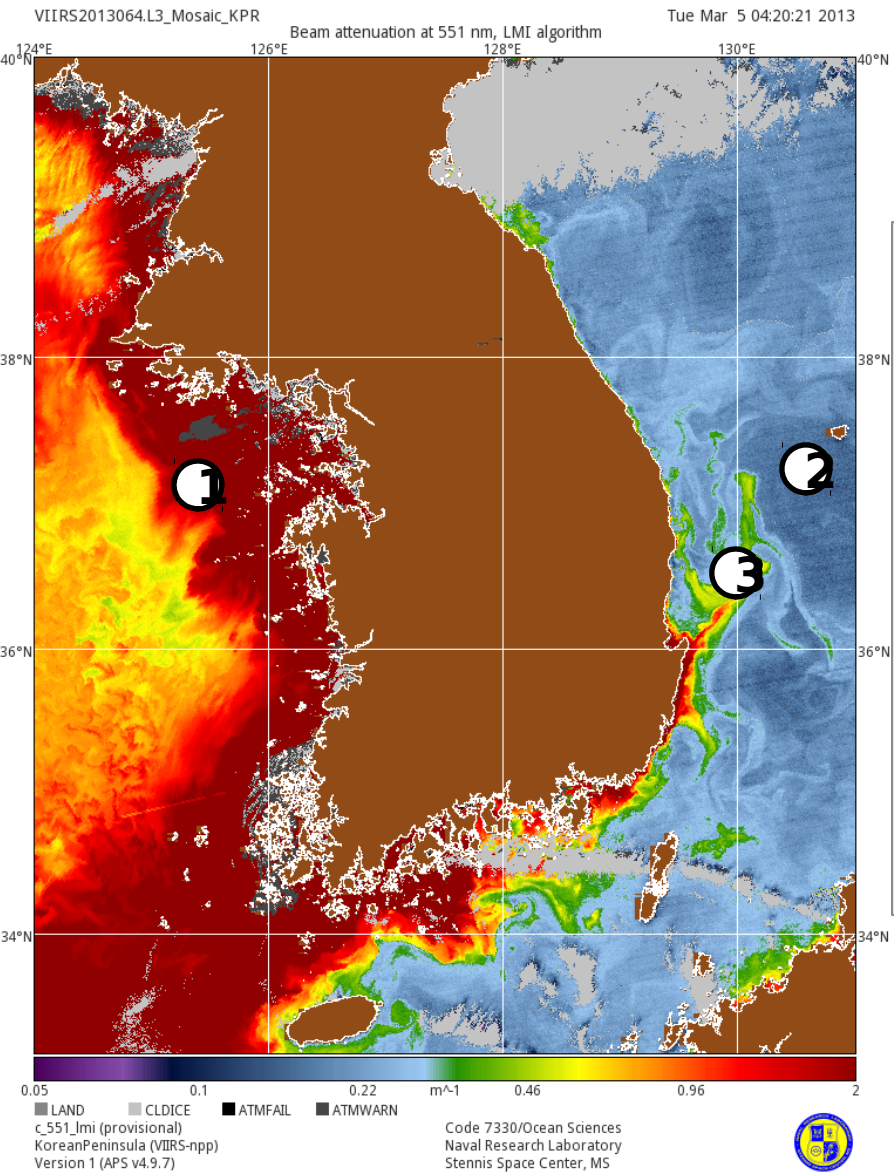 VIIRS2013064.L3_Mosaic_KPR
Tue Mar 5 04:20:21 2013
Beam attenuation at 551 nm, LMI algorithm
124°E 126°E 128°E 130°E
40°N 40°N
38°N 38°N
1 2 3
36°N 36°N
34°N 34°N
0.05 0.1 0.22 m^-1 0.46 0.96 2
LAND CLDICE ATMFAIL ATMWARN
c_551_lmi (provisional)
KoreanPeninsula (VIIRS-npp)
Version 1 (APS v4.9.7)
Code 7330/Ocean Sciences
Naval Research Laboratory
Stennis Space Center, MS